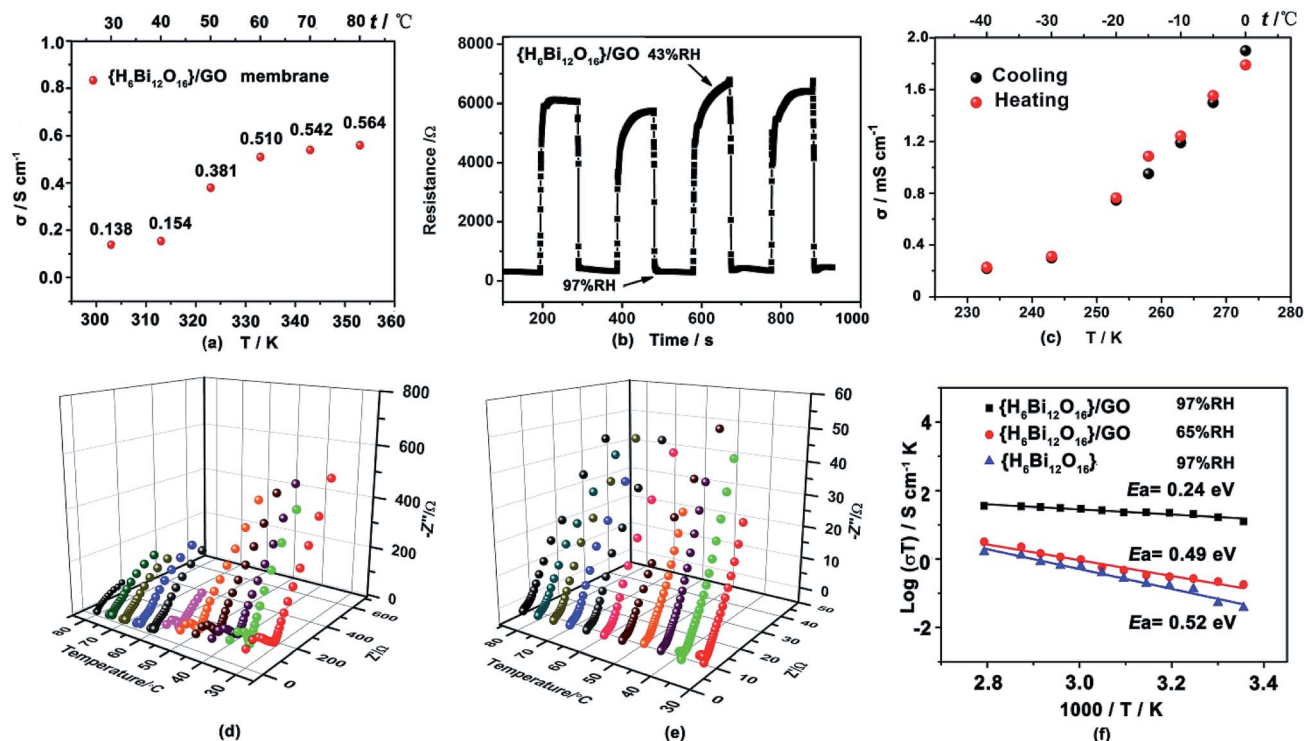 30 40 50 60 70 80 t / ℃
1.0
0.8
0.6
0.4
0.2
0.0
σ / S cm⁻¹
{H₆Bi₁₂O₁₆}/GO membrane
0.138
0.154
0.381
0.510
0.542
0.564
300 310 320 330 340 350 360
(a) T / K
8000
6000
4000
2000
0
Resistance /Ω
{H₆Bi₁₂O₁₆}/GO 43%RH
97%RH
200 400 600 800 1000
(b) Time / s
-40 -30 -20 -10 0 t/℃
2.0
1.6
1.2
0.8
0.4
0
σ / mS cm⁻¹
Cooling
Heating
230 240 250 260 270 280
(c) T / K
800
600
400
200
0
-Z''/Ω
600
400
200
0
Z'/Ω
80 70 60 50 40 30
Temperature/°C
(d)
60
50
40
30
20
10
0
-Z''/Ω
50
40
30
20
10
0
Z'/Ω
80 70 60 50 40 30
Temperature/°C
(e)
4
2
0
-2
Log (σT) / S cm⁻¹ K
{H₆Bi₁₂O₁₆}/GO 97%RH
{H₆Bi₁₂O₁₆}/GO 65%RH
{H₆Bi₁₂O₁₆} 97%RH
Ea= 0.24 eV
Ea= 0.49 eV
Ea= 0.52 eV
2.8 3.0 3.2 3.4
1000 / T / K
(f)